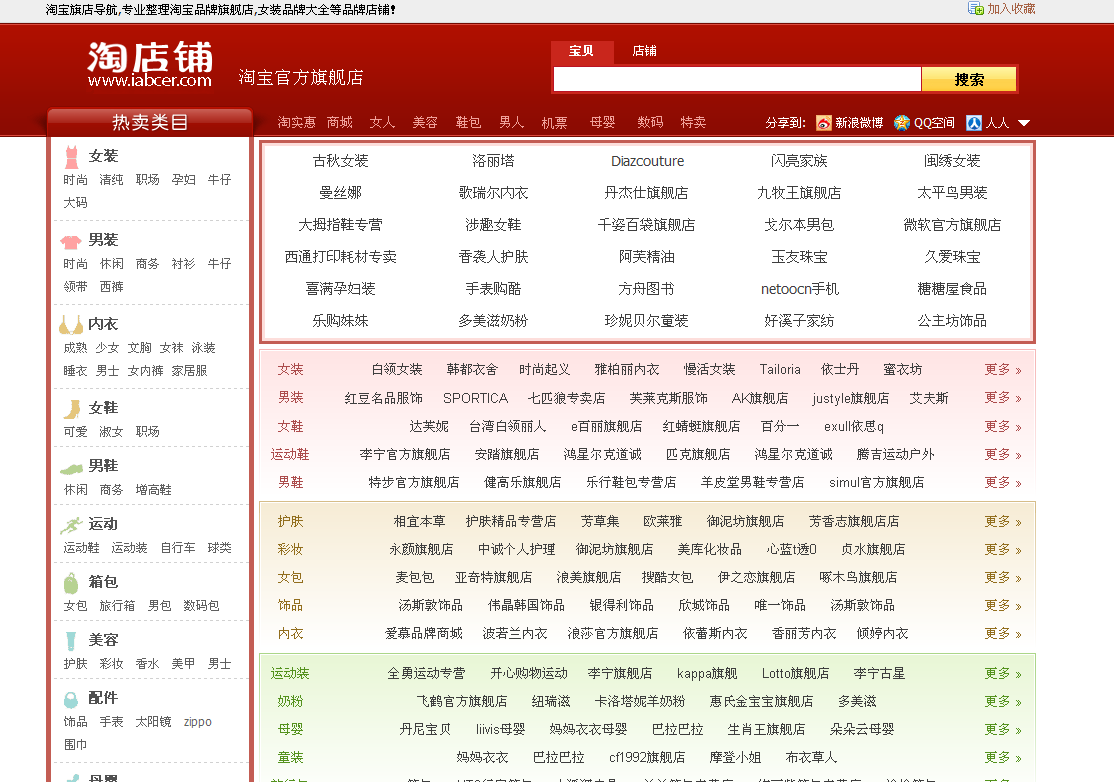 淘宝旗店导航,专业整理淘宝品牌旗舰店,女装品牌大全等品牌店铺!
加入收藏
淘店铺
www.iabcer.com
淘宝官方旗舰店
宝贝 店铺
搜索
热卖类目
淘实惠 商城 女人 美容 鞋包 男人 机票 母婴 数码 特卖
分享到: 新浪微博 QQ空间 人人
女装
时尚 清纯 职场 孕妇 牛仔
大码
男装
时尚 休闲 商务 衬衫 牛仔
领带 西裤
内衣
成熟 少女 文胸 女袜 泳装
睡衣 男士 女内裤 家居服
女鞋
可爱 淑女 职场
男鞋
休闲 商务 增高鞋
运动
运动鞋 运动装 自行车 球类
箱包
女包 旅行箱 男包 数码包
美容
护肤 彩妆 香水 美甲 男士
配件
饰品 手表 太阳镜 zippo
围巾
古秋女装 洛丽塔 Diazcouture 闪亮家族 闽绣女装
曼丝娜 歌瑞尔内衣 丹杰仕旗舰店 九牧王旗舰店 太平鸟男装
大拇指鞋专营 涉趣女鞋 千姿百袋旗舰店 戈尔本男包 微软官方旗舰店
西通打印耗材专卖 香袭人护肤 阿芙精油 玉友珠宝 久爱珠宝
喜满孕妇装 手表购酷 方舟图书 netoocn手机 糖糖屋食品
乐购妹妹 多美滋奶粉 珍妮贝尔童装 好溪子家纺 公主坊饰品
女装 白领女装 韩都衣舍 时尚起义 雅柏丽内衣 慢活女装 Tailoria 依士丹 蜜衣坊 更多 »
男装 红豆名品服饰 SPORTICA 七匹狼专卖店 芙莱克斯服饰 AK旗舰店 justyle旗舰店 艾夫斯 更多 »
女鞋 达芙妮 台湾白领丽人 e百丽旗舰店 红蜻蜓旗舰店 百分一 exull依思q 更多 »
运动鞋 李宁官方旗舰店 安踏旗舰店 鸿星尔克道诚 匹克旗舰店 鸿星尔克道诚 腾吉运动户外 更多 »
男鞋 特步官方旗舰店 健高乐旗舰店 乐行鞋包专营店 羊皮堂男鞋专营店 simul官方旗舰店 更多 »
护肤 相宜本草 护肤精品专营店 芳草集 欧莱雅 御泥坊旗舰店 芳香志旗舰店店 更多 »
彩妆 永颜旗舰店 中诚个人护理 御泥坊旗舰店 美库化妆品 心蓝t透0 贞水旗舰店 更多 »
女包 麦包包 亚奇特旗舰店 浪美旗舰店 搜酷女包 伊之恋旗舰店 啄木鸟旗舰店 更多 »
饰品 汤斯敦饰品 伟晶韩国饰品 银得利饰品 欣城饰品 唯一饰品 汤斯敦饰品 更多 »
内衣 爱慕品牌商城 波若兰内衣 浪莎官方旗舰店 依蕾斯内衣 香丽芳内衣 倾婷内衣 更多 »
运动装 全勇运动专营 开心购物运动 李宁旗舰店 kappa旗舰 Lotto旗舰店 李宁古星 更多 »
奶粉 飞鹤官方旗舰店 纽瑞滋 卡洛塔妮羊奶粉 惠氏金宝宝旗舰店 多美滋 更多 »
母婴 丹尼宝贝 liivis母婴 妈妈衣衣母婴 巴拉巴拉 生肖王旗舰店 朵朵云母婴 更多 »
童装 妈妈衣衣 巴拉巴拉 cf1992旗舰店 摩登小姐 布衣草人 更多 »